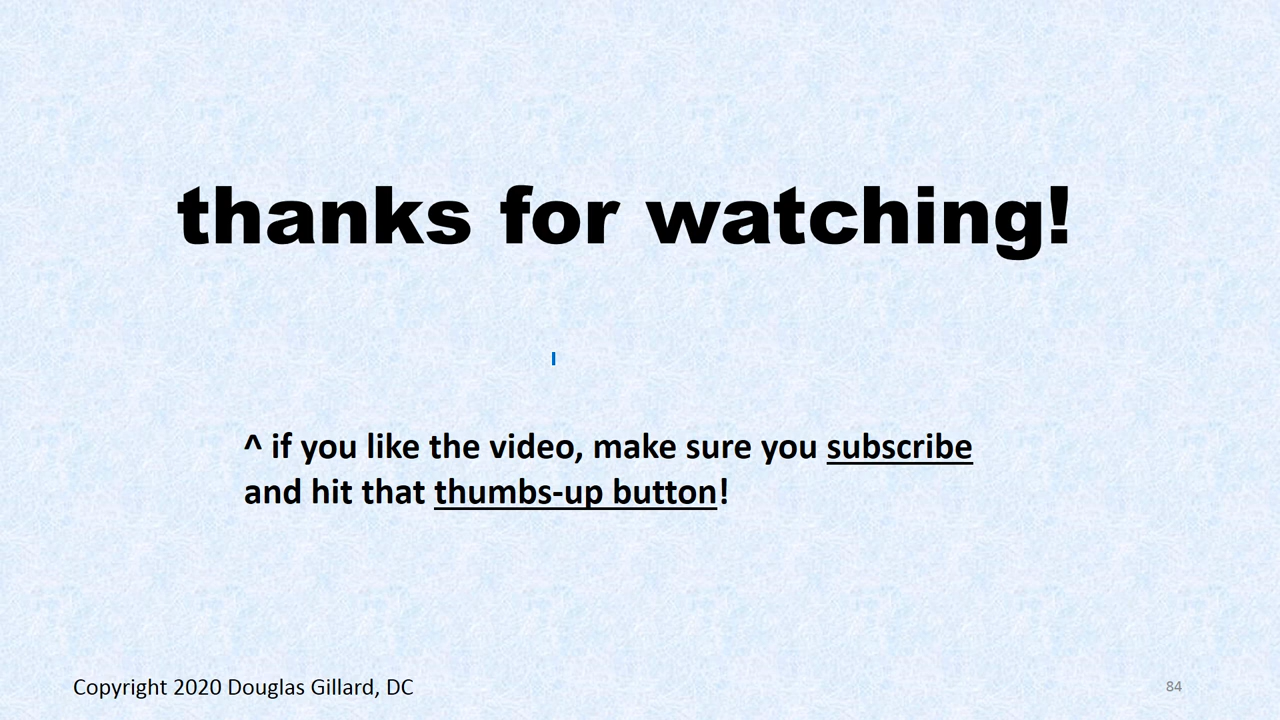 thanks for watching!
^ if you like the video, make sure you subscribe
and hit that thumbs-up button!
Copyright 2020 Douglas Gillard, DC
84